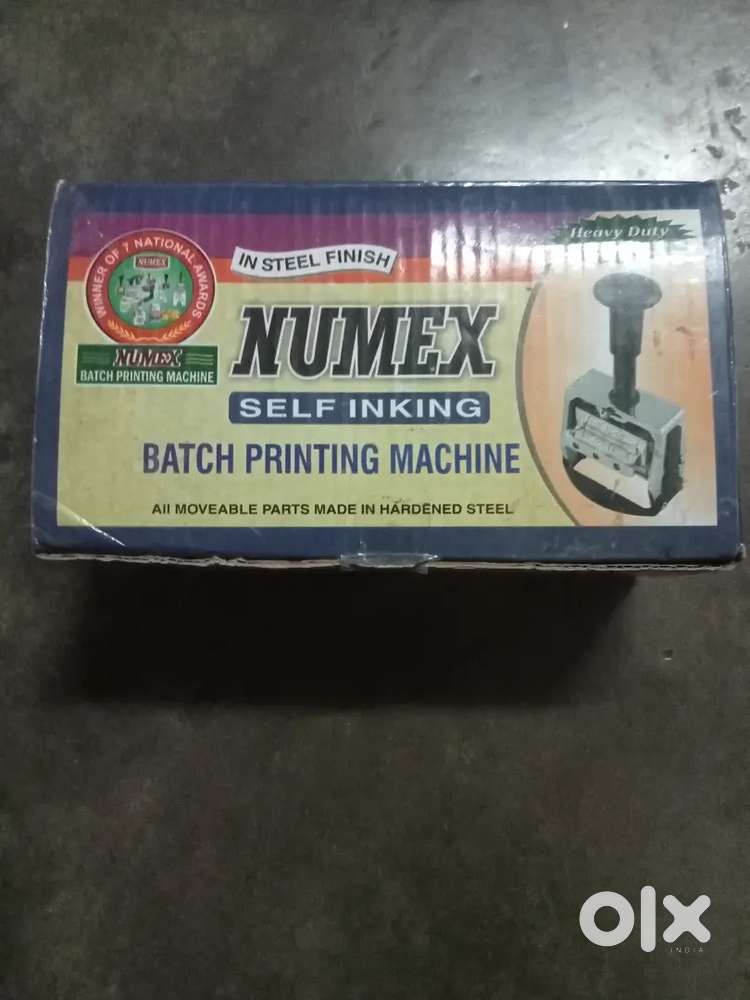 WINNER OF 7 NATIONAL AWARDS
NUMEX
NUMEX
BATCH PRINTING MACHINE
IN STEEL FINISH
Heavy Duty
NUMEX
SELF INKING
BATCH PRINTING MACHINE
All MOVEABLE PARTS MADE IN HARDENED STEEL
olx
INDIA